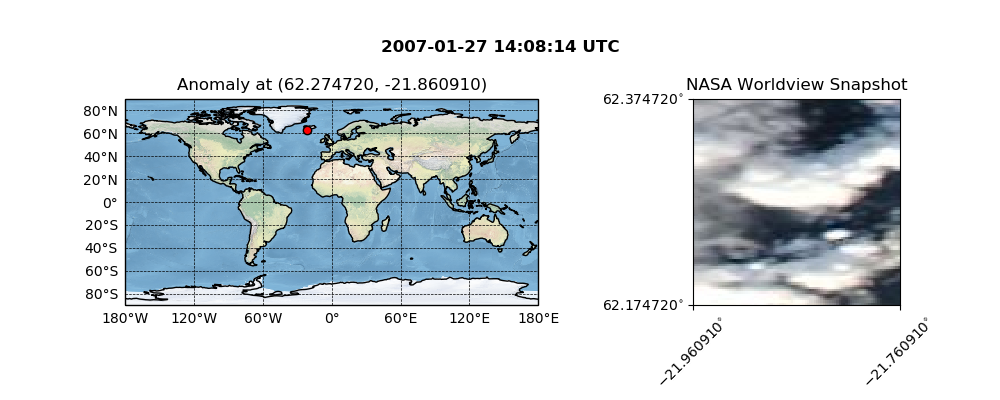 2007-01-27 14:08:14 UTC
Anomaly at (62.274720, -21.860910)
80°N
60°N
40°N
20°N
0°
20°S
40°S
60°S
80°S
180°W 120°W 60°W 0° 60°E 120°E 180°E
NASA Worldview Snapshot
62.374720°
62.174720°
−21.960910°
−21.760910°